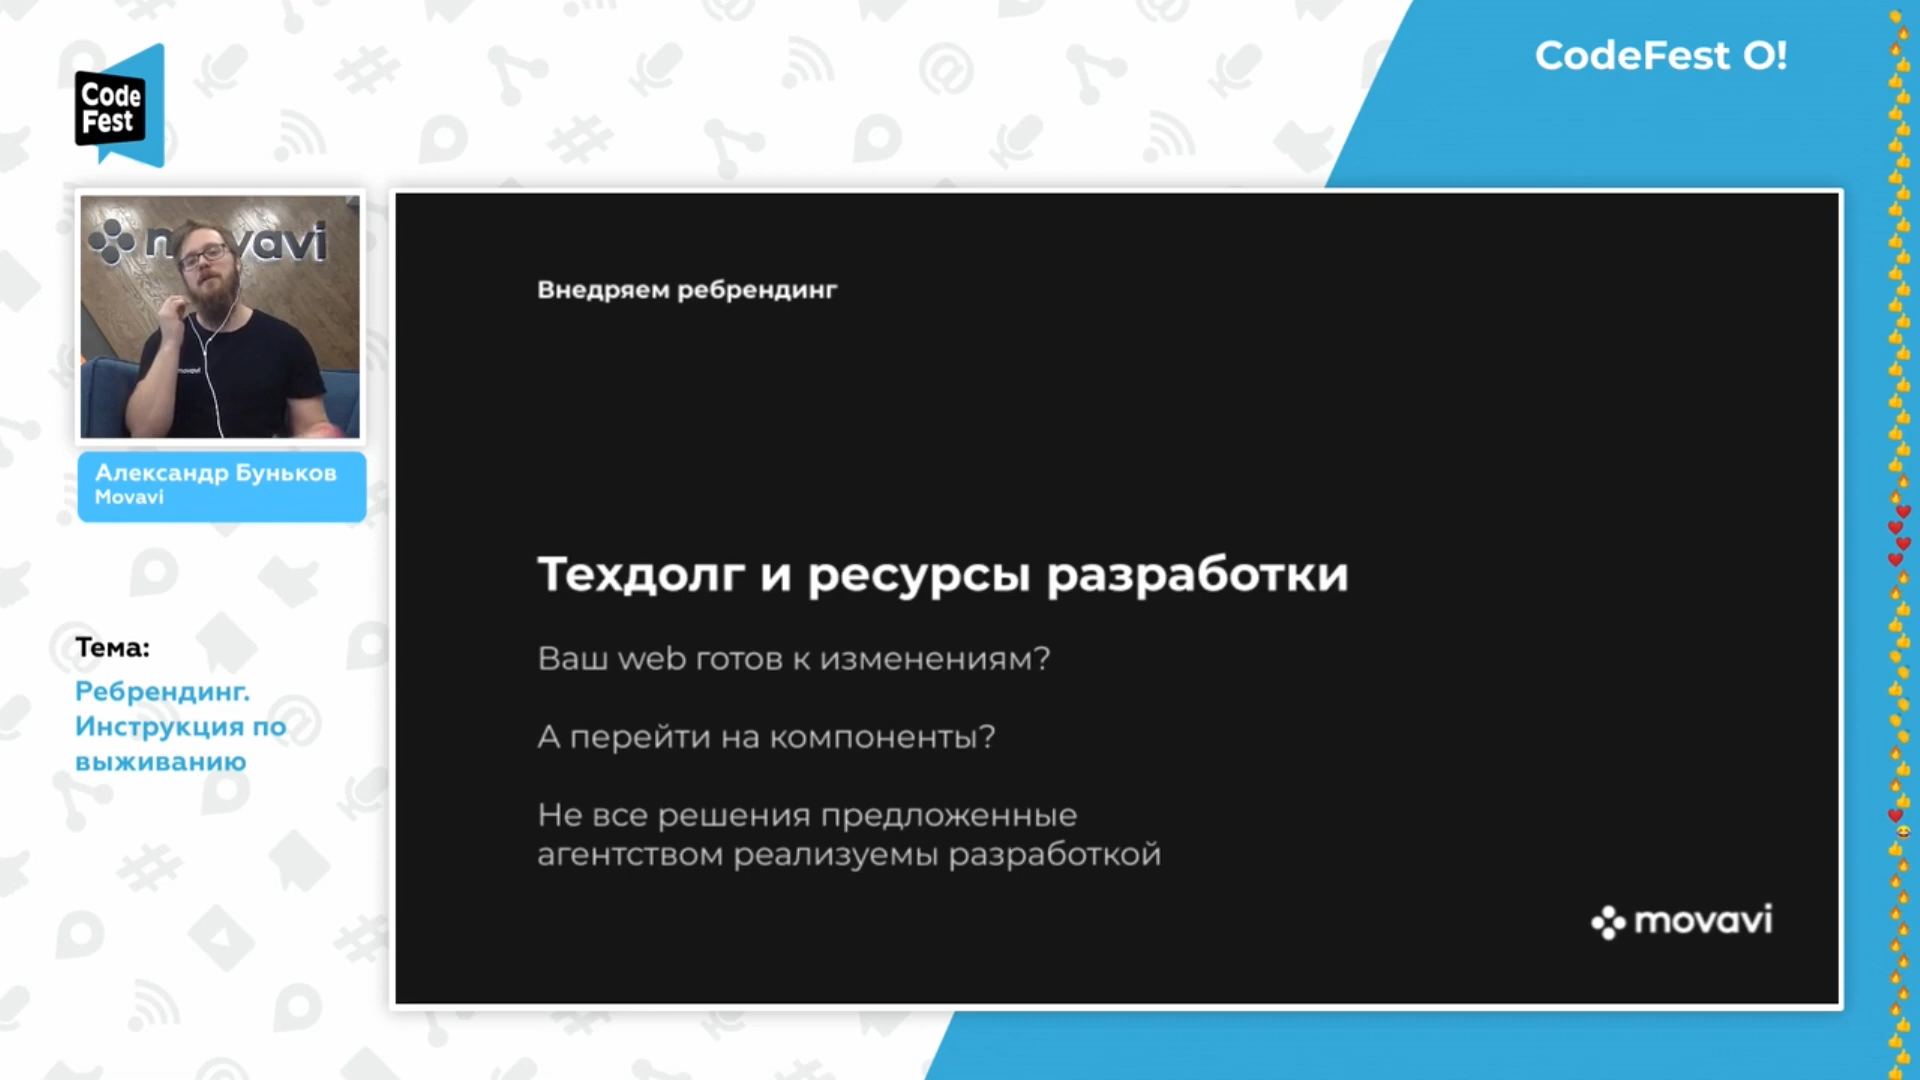 Code
Fest
CodeFest O!
movavi
Александр Буньков
Movavi
Тема:
Ребрендинг.
Инструкция по
выживанию
Внедряем ребрендинг
Техдолг и ресурсы разработки
Ваш web готов к изменениям?
А перейти на компоненты?
Не все решения предложенные
агентством реализуемы разработкой
movavi